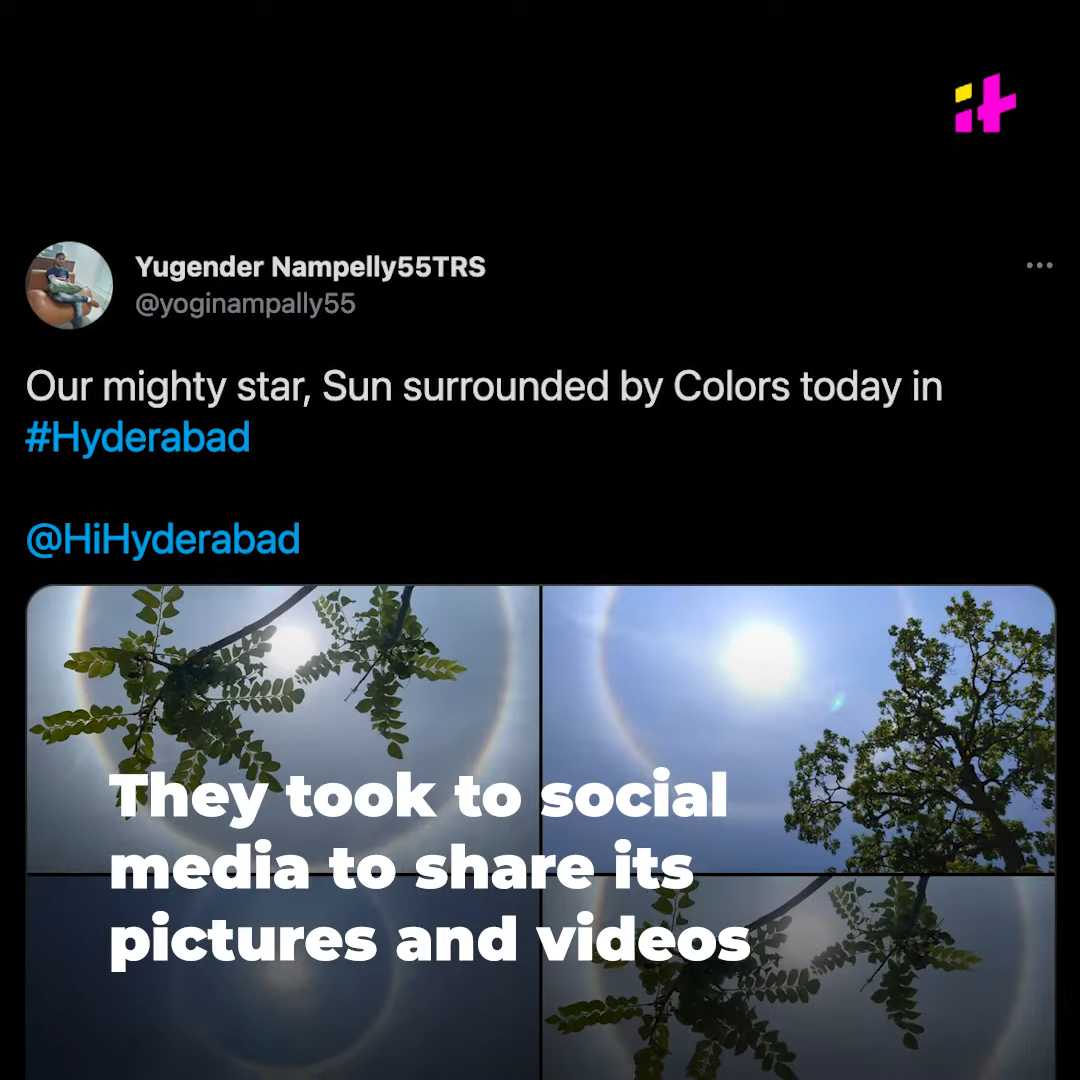 it
Yugender Nampelly55TRS
@yoginampally55
Our mighty star, Sun surrounded by Colors today in
#Hyderabad
@HiHyderabad
They took to social
media to share its
pictures and videos